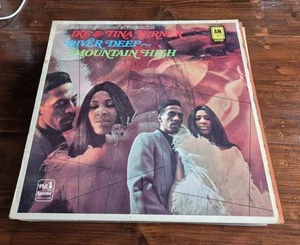 IKE & TINA TURNER
RIVER DEEP~
MOUNTAIN HIGH
A&M